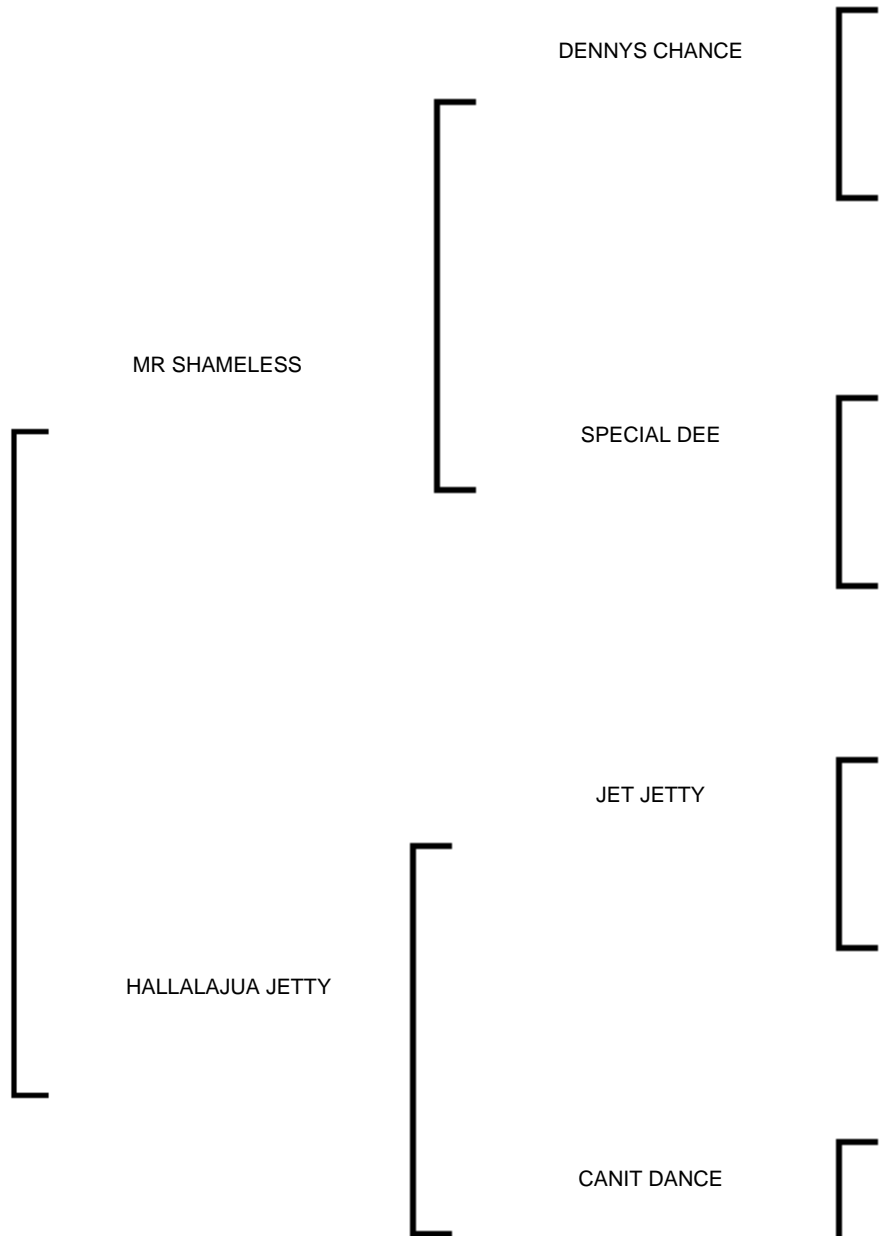 DENNYS CHANCE
MR SHAMELESS
SPECIAL DEE
JET JETTY
HALLALAJUA JETTY
CANIT DANCE